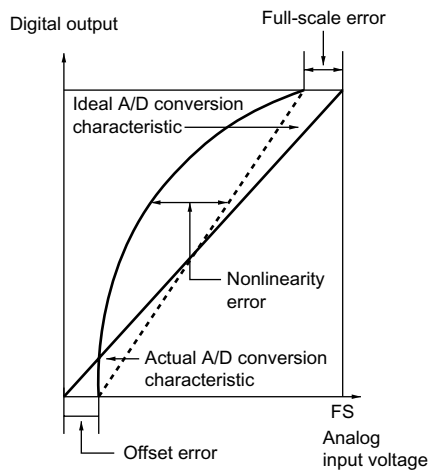 Full-scale error
Digital output
Ideal A/D conversion
characteristic
Nonlinearity
error
Actual A/D conversion
characteristic
FS
Offset error
Analog
input voltage